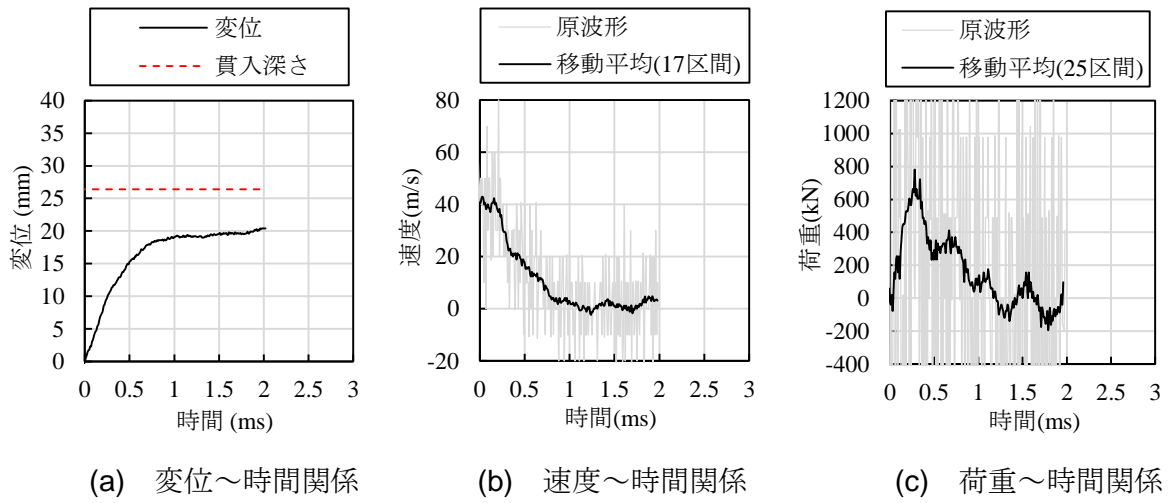 変位
貫入深さ
40
35
30
25
20
15
10
5
0
変位 (mm)
0 0.5 1 1.5 2 2.5 3
時間 (ms)
(a) 変位～時間関係
原波形
移動平均(17区間)
80
60
40
20
0
-20
速度(m/s)
0 0.5 1 1.5 2 2.5 3
時間(ms)
(b) 速度～時間関係
原波形
移動平均(25区間)
1200
1000
800
600
400
200
0
-200
-400
荷重(kN)
0 0.5 1 1.5 2 2.5 3
時間(ms)
(c) 荷重～時間関係